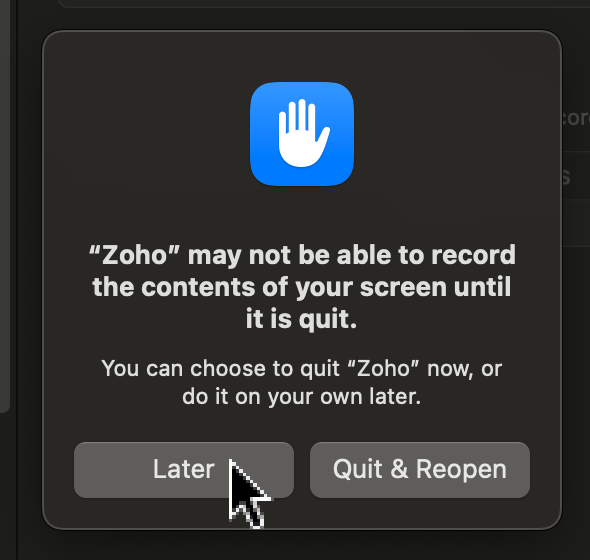 “Zoho” may not be able to record
the contents of your screen until
it is quit.
You can choose to quit “Zoho” now, or
do it on your own later.
Later
Quit & Reopen